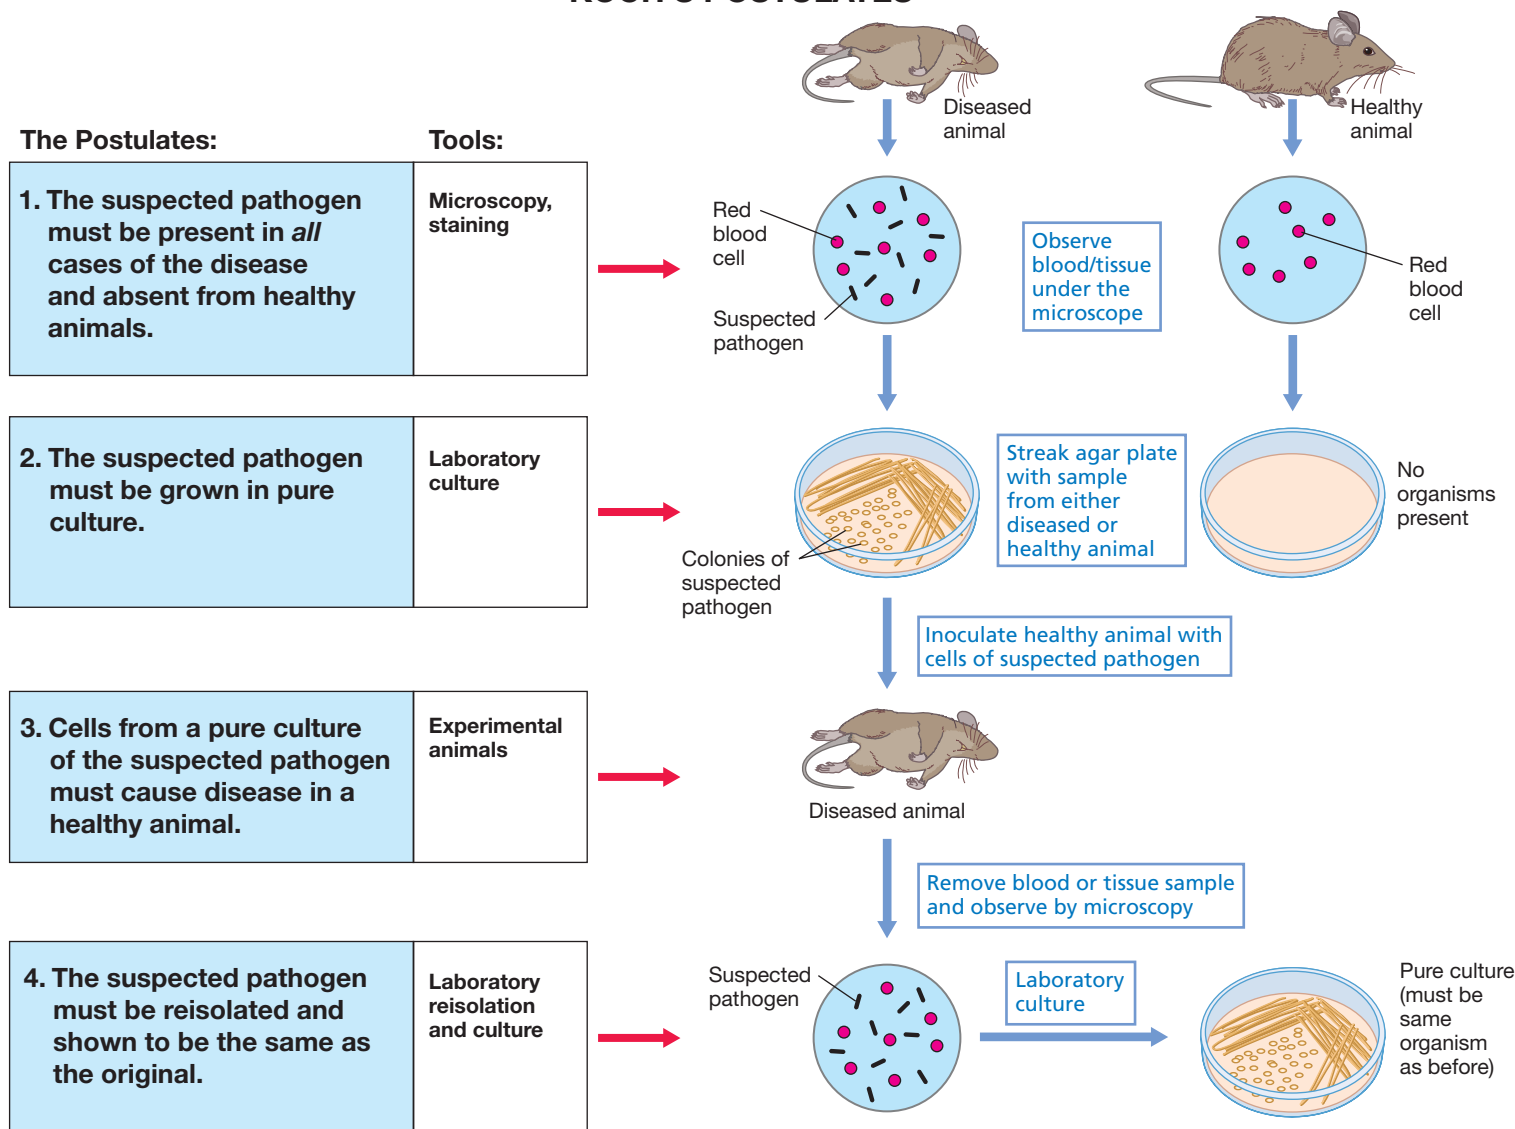 KOCH'S POSTULATES
Diseased
animal
Healthy
animal
The Postulates:
Tools:
1. The suspected pathogen
must be present in all
cases of the disease
and absent from healthy
animals.
Microscopy,
staining
Red
blood
cell
Suspected
pathogen
Observe
blood/tissue
under the
microscope
Red
blood
cell
2. The suspected pathogen
must be grown in pure
culture.
Laboratory
culture
Colonies of
suspected
pathogen
Streak agar plate
with sample
from either
diseased or
healthy animal
No
organisms
present
Inoculate healthy animal with
cells of suspected pathogen
3. Cells from a pure culture
of the suspected pathogen
must cause disease in a
healthy animal.
Experimental
animals
Diseased animal
Remove blood or tissue sample
and observe by microscopy
4. The suspected pathogen
must be reisolated and
shown to be the same as
the original.
Laboratory
reisolation
and culture
Suspected
pathogen
Laboratory
culture
Pure culture
(must be
same
organism
as before)